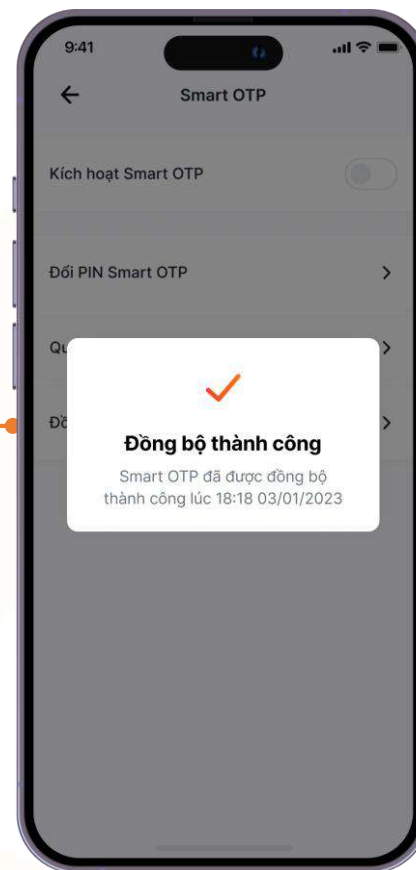 9:41
Smart OTP
Kích hoạt Smart OTP
Đổi PIN Smart OTP
Đồng bộ thành công
Smart OTP đã được đồng bộ
thành công lúc 18:18 03/01/2023